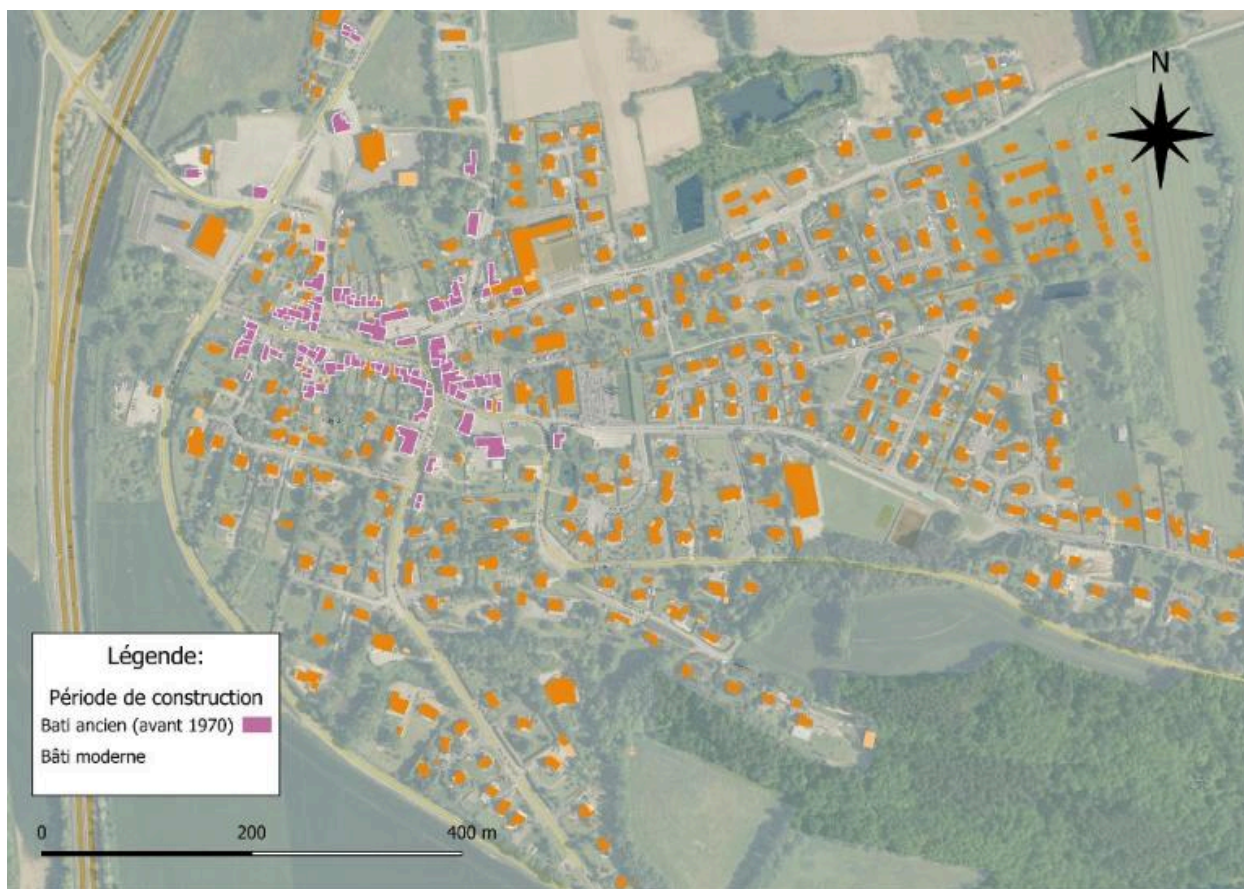 N
Légende:
Période de construction
Bati ancien (avant 1970)
Bâti moderne
0 200 400 m